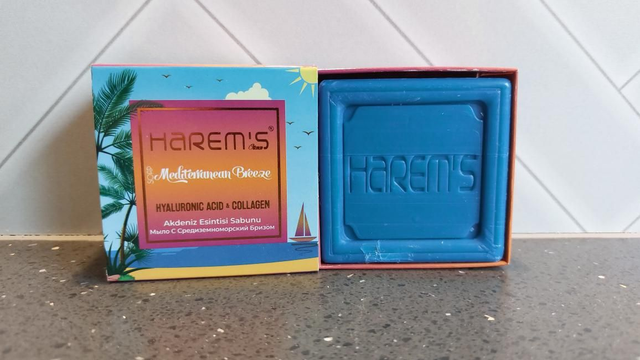 HAREM'S®
Mediterranean Breeze
HYALURONIC ACID & COLLAGEN
Akdeniz Esintisi Sabunu
Мыло С Средиземноморский Бризом
HAREM'S